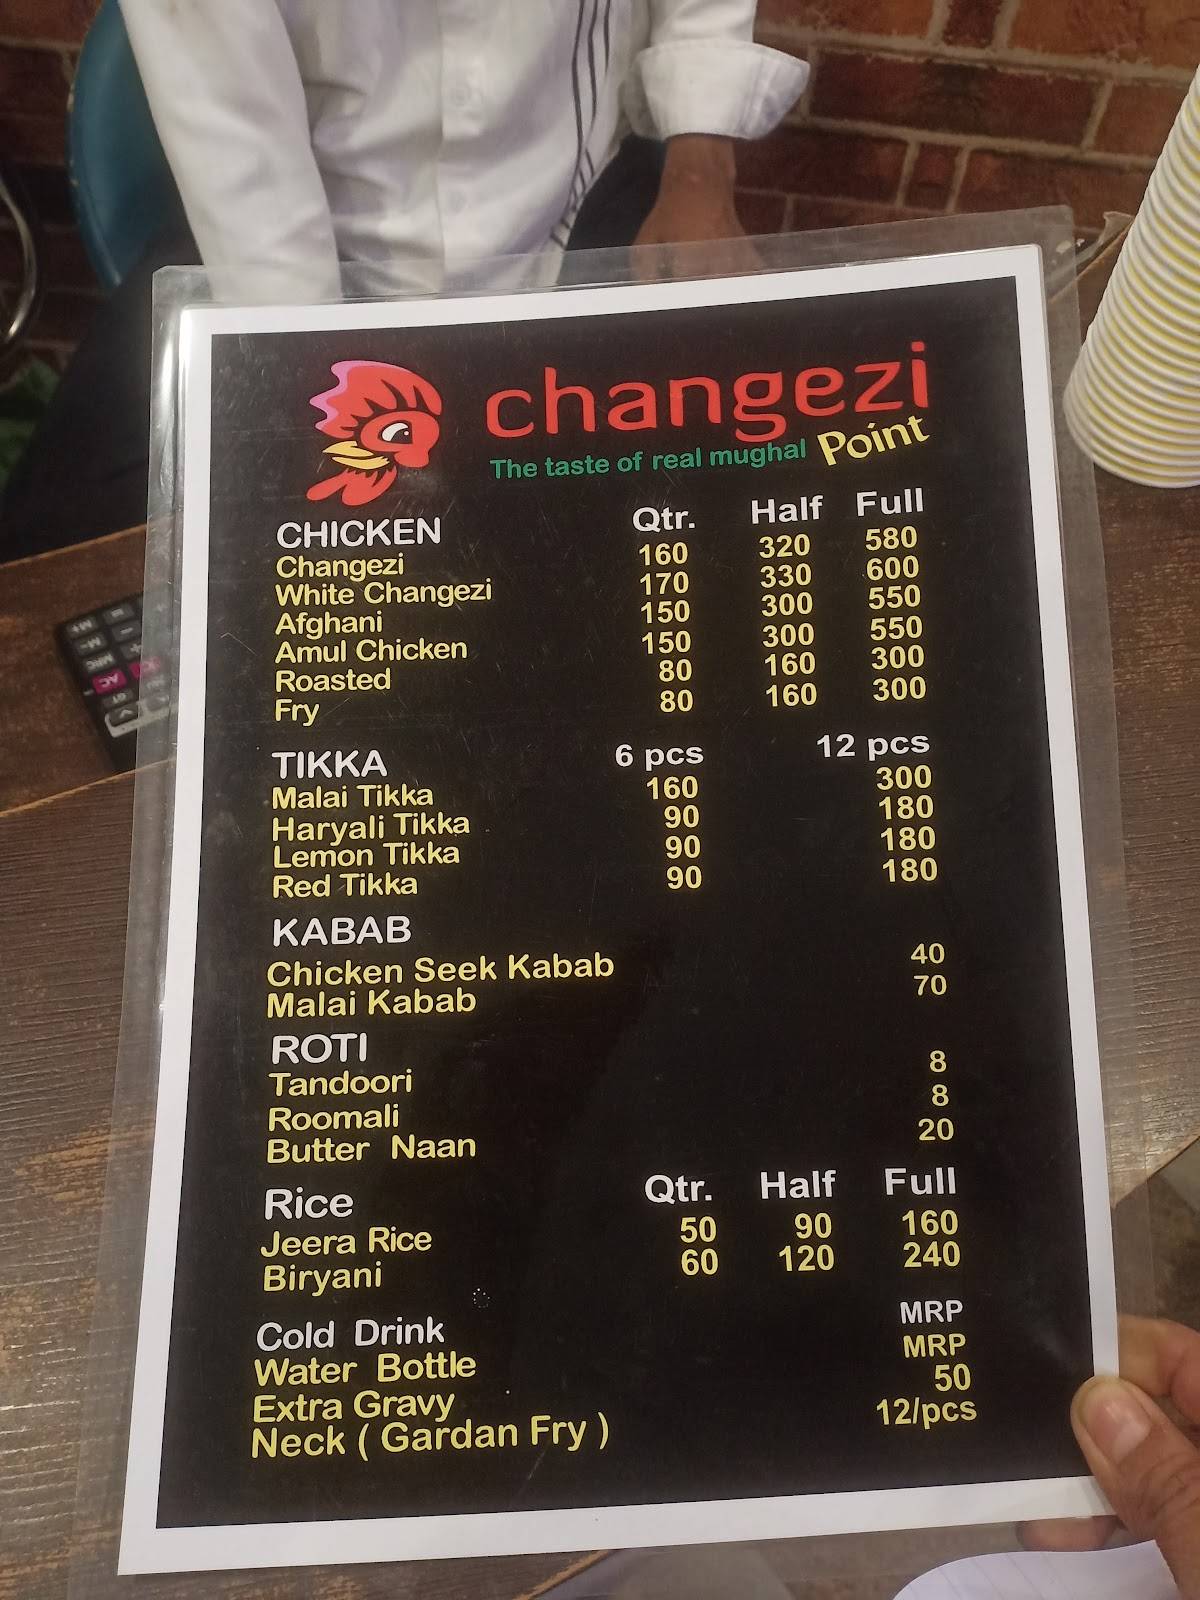 changezi
The taste of real mughal Point
CHICKEN Qtr. Half Full
Changezi 160 320 580
White Changezi 170 330 600
Afghani 150 300 550
Amul Chicken 150 300 550
Roasted 80 160 300
Fry 80 160 300
TIKKA 6 pcs 12 pcs
Malai Tikka 160 300
Haryali Tikka 90 180
Lemon Tikka 90 180
Red Tikka 90 180
KABAB
Chicken Seek Kabab 40
Malai Kabab 70
ROTI
Tandoori 8
Roomali 8
Butter Naan 20
Rice Qtr. Half Full
Jeera Rice 50 90 160
Biryani 60 120 240
Cold Drink MRP
Water Bottle MRP
Extra Gravy 50
Neck ( Gardan Fry ) 12/pcs